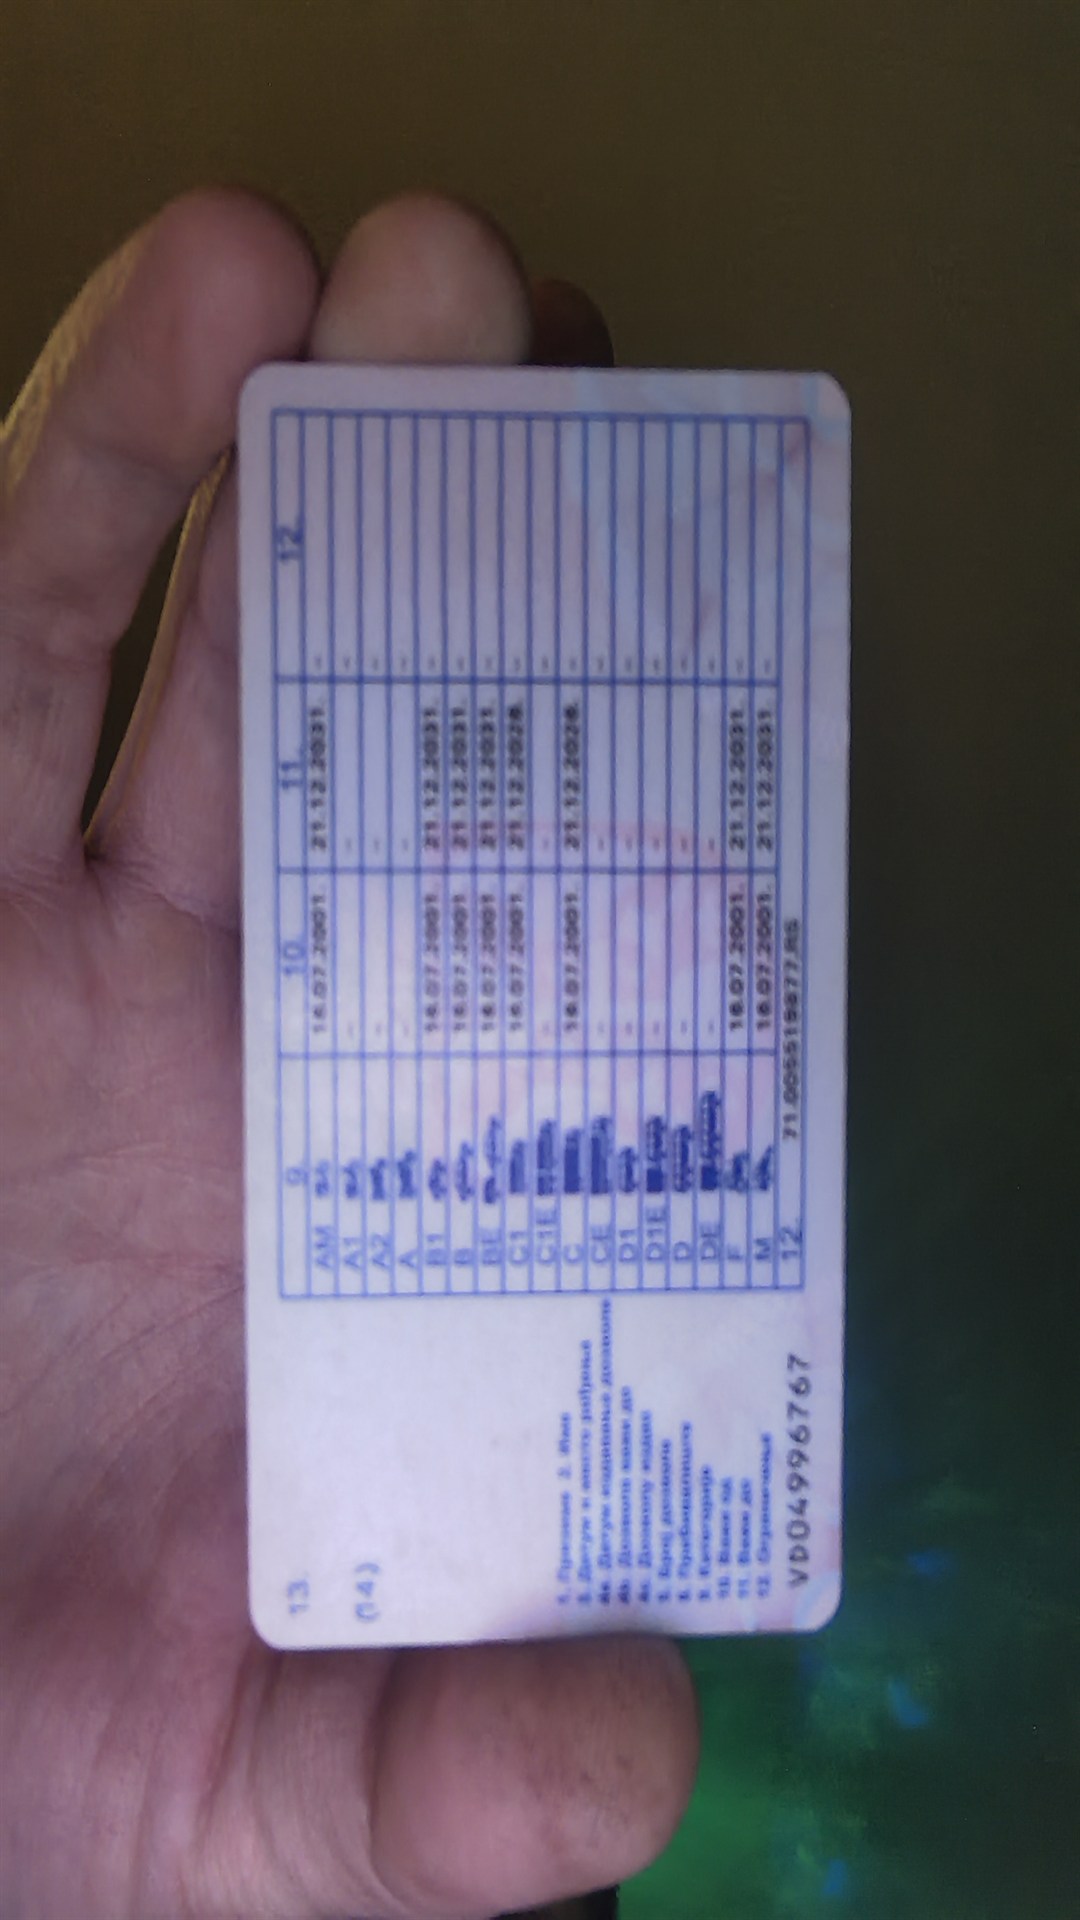 9. 10. 11. 12.
AM 16.07.2001. 21.12.2031. -
A1 - - -
A2 - - -
A - - -
B1 16.07.2001. 21.12.2031. -
B 16.07.2001. 21.12.2031. -
BE 16.07.2001. 21.12.2031. -
C1 16.07.2001. 21.12.2026. -
C1E - - -
C 16.07.2001. 21.12.2026. -
CE - - -
D1 - - -
D1E - - -
D - - -
DE - - -
F 16.07.2001. 21.12.2031. -
M 16.07.2001. 21.12.2031. -
12.
13.
(14)
1. Презиме 2. Име
3. Датум и место рођења
4а. Датум издавања дозволе
4b. Дозвола важи до
4c. Дозволу издао
5. Број дозволе
8. Пребивалиште
9. Категорије
10. Важи од
11. Важи до
12. Ограничења
VD04996767